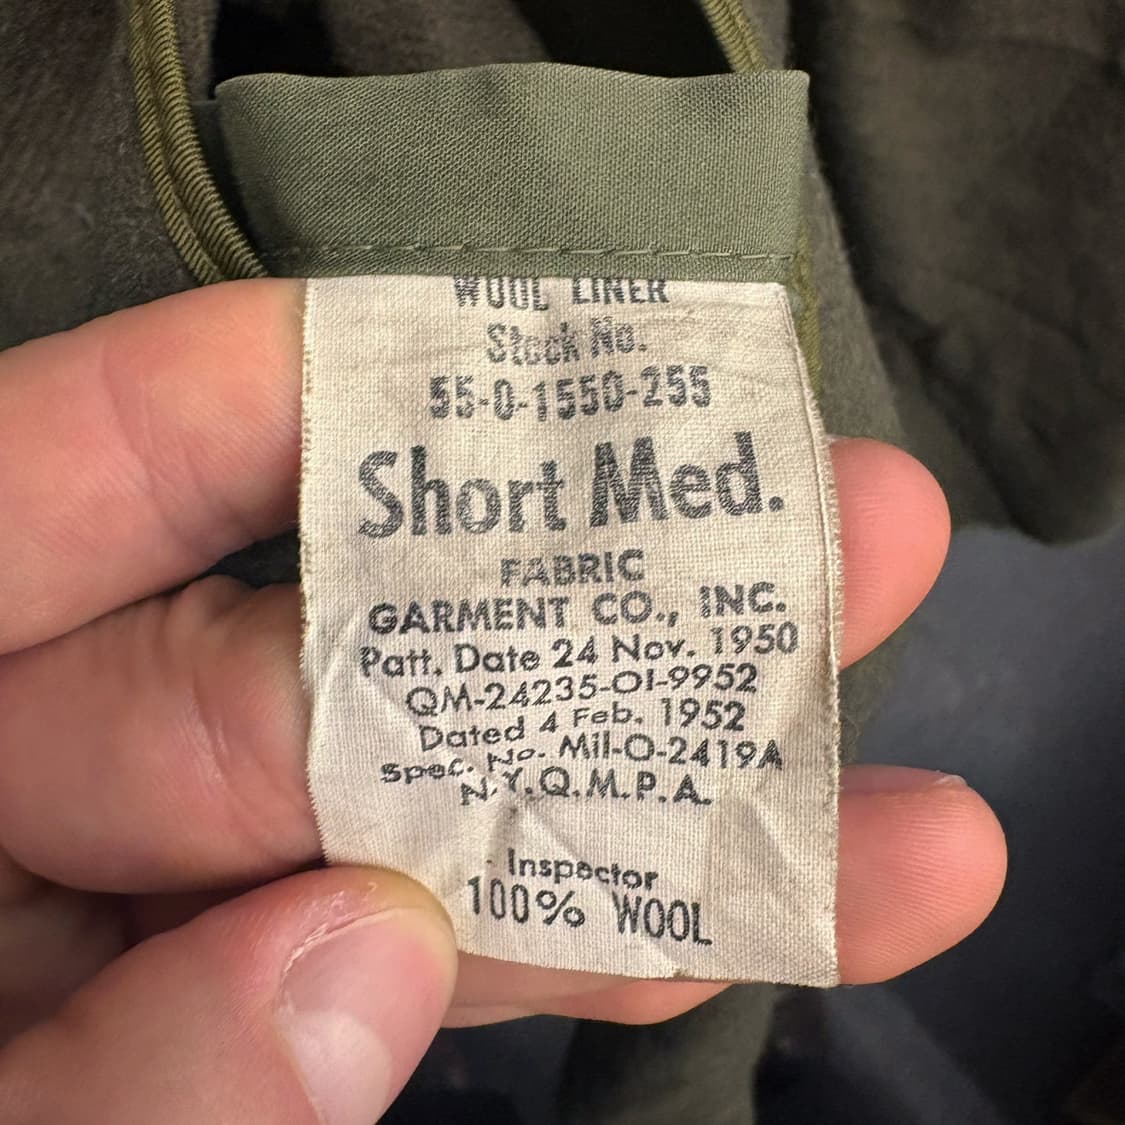 WOOL LINER
Stock No.
55-0-1550-255
Short Med.
FABRIC
GARMENT CO., INC.
Patt. Date 24 Nov. 1950
QM-24235-OI-9952
Dated 4 Feb. 1952
Spec. No. Mil-O-2419A
N.Y.Q.M.P.A.
Inspector
100% WOOL